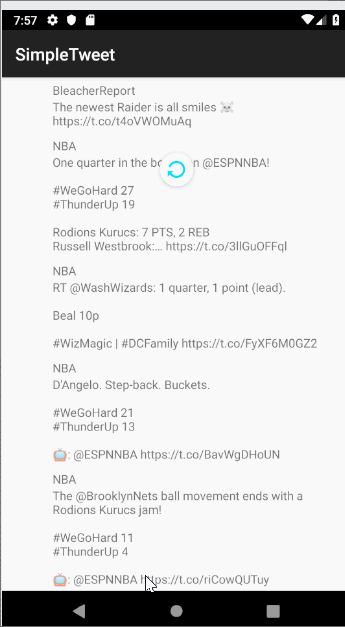 7:57
SimpleTweet
BleacherReport
The newest Raider is all smiles ☠️
https://t.co/t4oVWOMuAq
NBA
One quarter in the @ESPNNBA!
#WeGoHard 27
#ThunderUp 19
Rodions Kurucs: 7 PTS, 2 REB
Russell Westbrook:… https://t.co/3llGuOFFql
NBA
RT @WashWizards: 1 quarter, 1 point (lead).
Beal 10p
#WizMagic | #DCFamily https://t.co/FyXF6M0GZ2
NBA
D'Angelo. Step-back. Buckets.
#WeGoHard 21
#ThunderUp 13
📺: @ESPNNBA https://t.co/BavWgDHoUN
NBA
The @BrooklynNets ball movement ends with a
Rodions Kurucs jam!
#WeGoHard 11
#ThunderUp 4
📺: @ESPNNBA https://t.co/riCowQUTuy